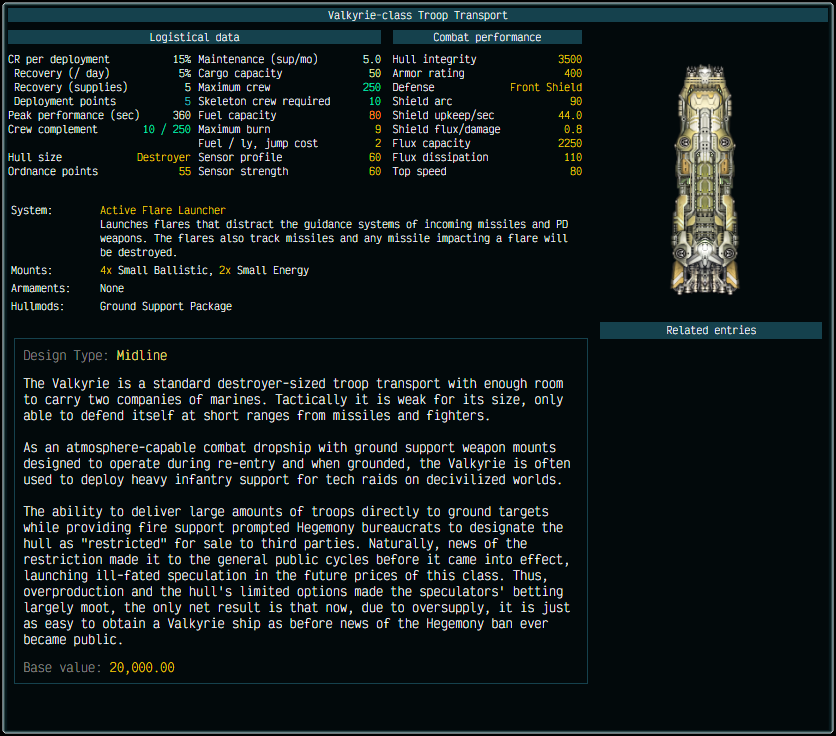 Valkyrie-class Troop Transport
Logistical data
Combat performance
CR per deployment 15% Maintenance (sup/mo) 5.0 Hull integrity 3500
Recovery (/ day) 5% Cargo capacity 50 Armor rating 400
Recovery (supplies) 5 Maximum crew 250 Defense Front Shield
Deployment points 5 Skeleton crew required 10 Shield arc 90
Peak performance (sec) 360 Fuel capacity 80 Shield upkeep/sec 44.0
Crew complement 10 / 250 Maximum burn 9 Shield flux/damage 0.8
Fuel / ly, jump cost 2 Flux capacity 2250
Hull size Destroyer Sensor profile 60 Flux dissipation 110
Ordnance points 55 Sensor strength 60 Top speed 80
System: Active Flare Launcher
Launches flares that distract the guidance systems of incoming missiles and PD
weapons. The flares also track missiles and any missile impacting a flare will
be destroyed.
Mounts: 4x Small Ballistic, 2x Small Energy
Armaments: None
Hullmods: Ground Support Package
Related entries
Design Type: Midline
The Valkyrie is a standard destroyer-sized troop transport with enough room
to carry two companies of marines. Tactically it is weak for its size, only
able to defend itself at short ranges from missiles and fighters.
As an atmosphere-capable combat dropship with ground support weapon mounts
designed to operate during re-entry and when grounded, the Valkyrie is often
used to deploy heavy infantry support for tech raids on decivilized worlds.
The ability to deliver large amounts of troops directly to ground targets
while providing fire support prompted Hegemony bureaucrats to designate the
hull as "restricted" for sale to third parties. Naturally, news of the
restriction made it to the general public cycles before it came into effect,
launching ill-fated speculation in the future prices of this class. Thus,
overproduction and the hull's limited options made the speculators' betting
largely moot, the only net result is that now, due to oversupply, it is just
as easy to obtain a Valkyrie ship as before news of the Hegemony ban ever
became public.
Base value: 20,000.00